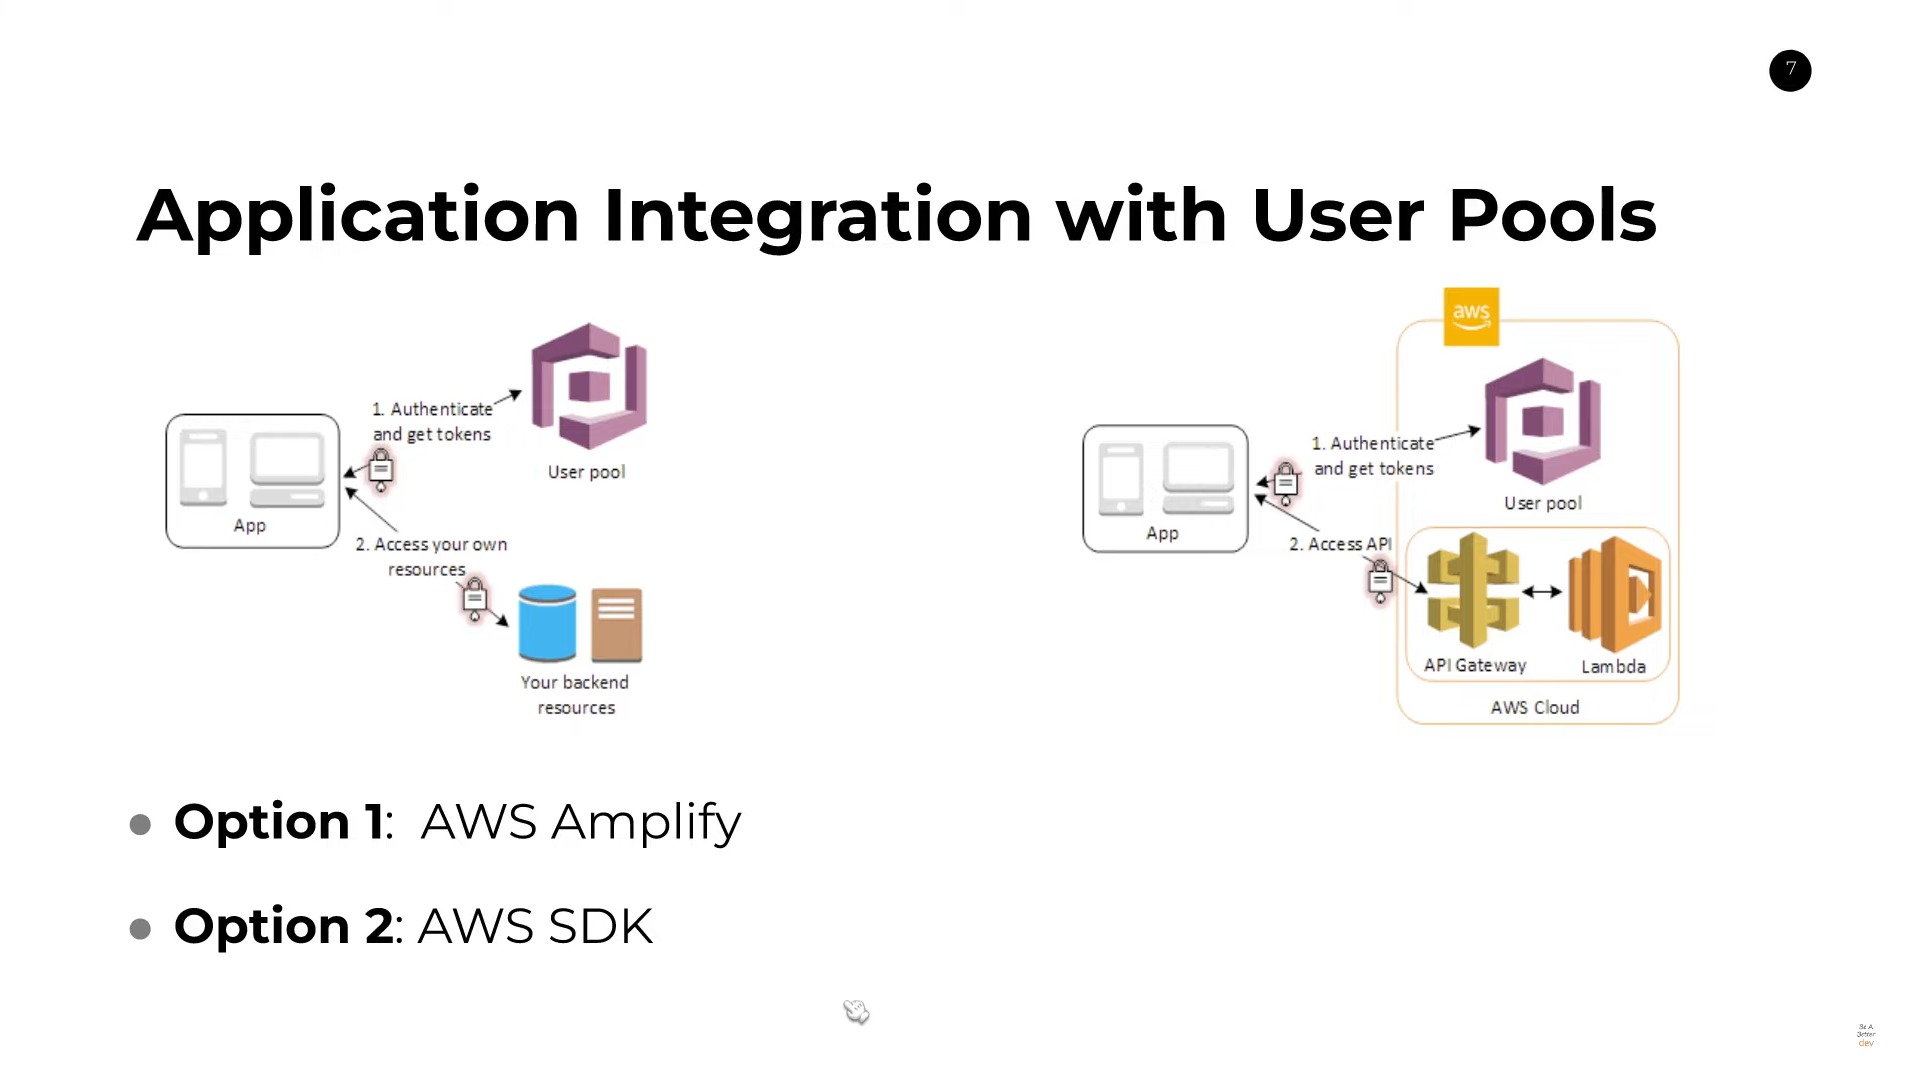 7
Application Integration with User Pools
1. Authenticate
and get tokens
User pool
App
2. Access your own
resources
Your backend
resources
aws
1. Authenticate
and get tokens
User pool
App
2. Access API
API Gateway
Lambda
AWS Cloud
Option 1: AWS Amplify
Option 2: AWS SDK
Be A
Better
dev